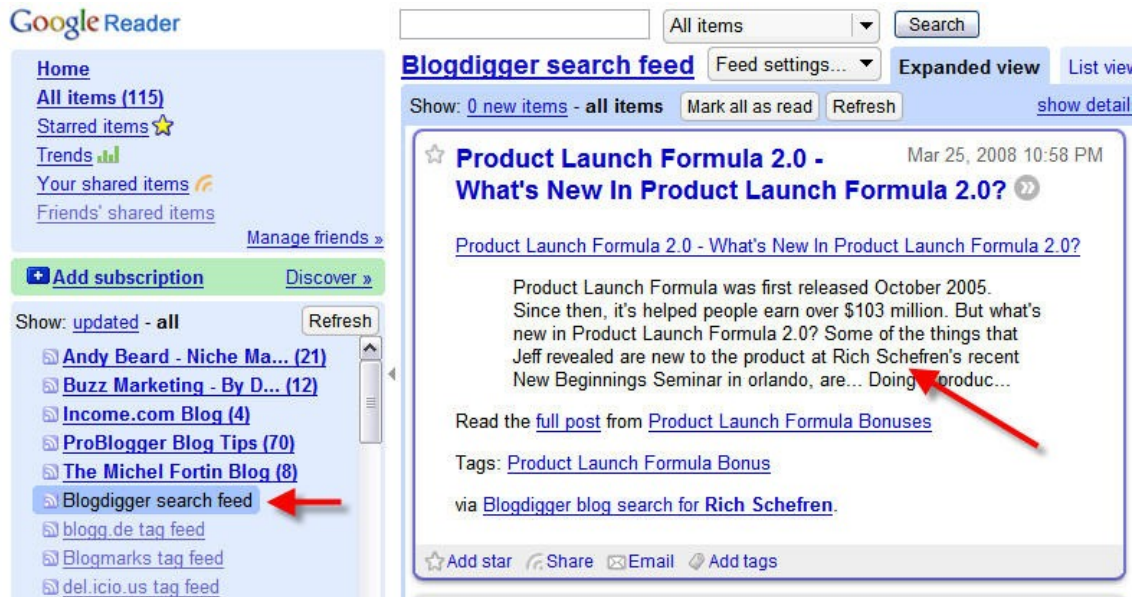 Google Reader
All items
Search
Home
All items (115)
Starred items
Trends
Your shared items
Friends' shared items
Manage friends »
Add subscription
Discover »
Show: updated - all
Refresh
Andy Beard - Niche Ma... (21)
Buzz Marketing - By D... (12)
Income.com Blog (4)
ProBlogger Blog Tips (70)
The Michel Fortin Blog (8)
Blogdigger search feed
blogg.de tag feed
Blogmarks tag feed
del.icio.us tag feed
Blogdigger search feed
Feed settings...
Expanded view
List view
Show: 0 new items - all items
Mark all as read
Refresh
show detail
Product Launch Formula 2.0 -
Mar 25, 2008 10:58 PM
What's New In Product Launch Formula 2.0?
Product Launch Formula 2.0 - What's New In Product Launch Formula 2.0?
Product Launch Formula was first released October 2005.
Since then, it's helped people earn over $103 million. But what's
new in Product Launch Formula 2.0? Some of the things that
Jeff revealed are new to the product at Rich Schefren's recent
New Beginnings Seminar in orlando, are... Doing produc...
Read the full post from Product Launch Formula Bonuses
Tags: Product Launch Formula Bonus
via Blogdigger blog search for Rich Schefren.
Add star
Share
Email
Add tags